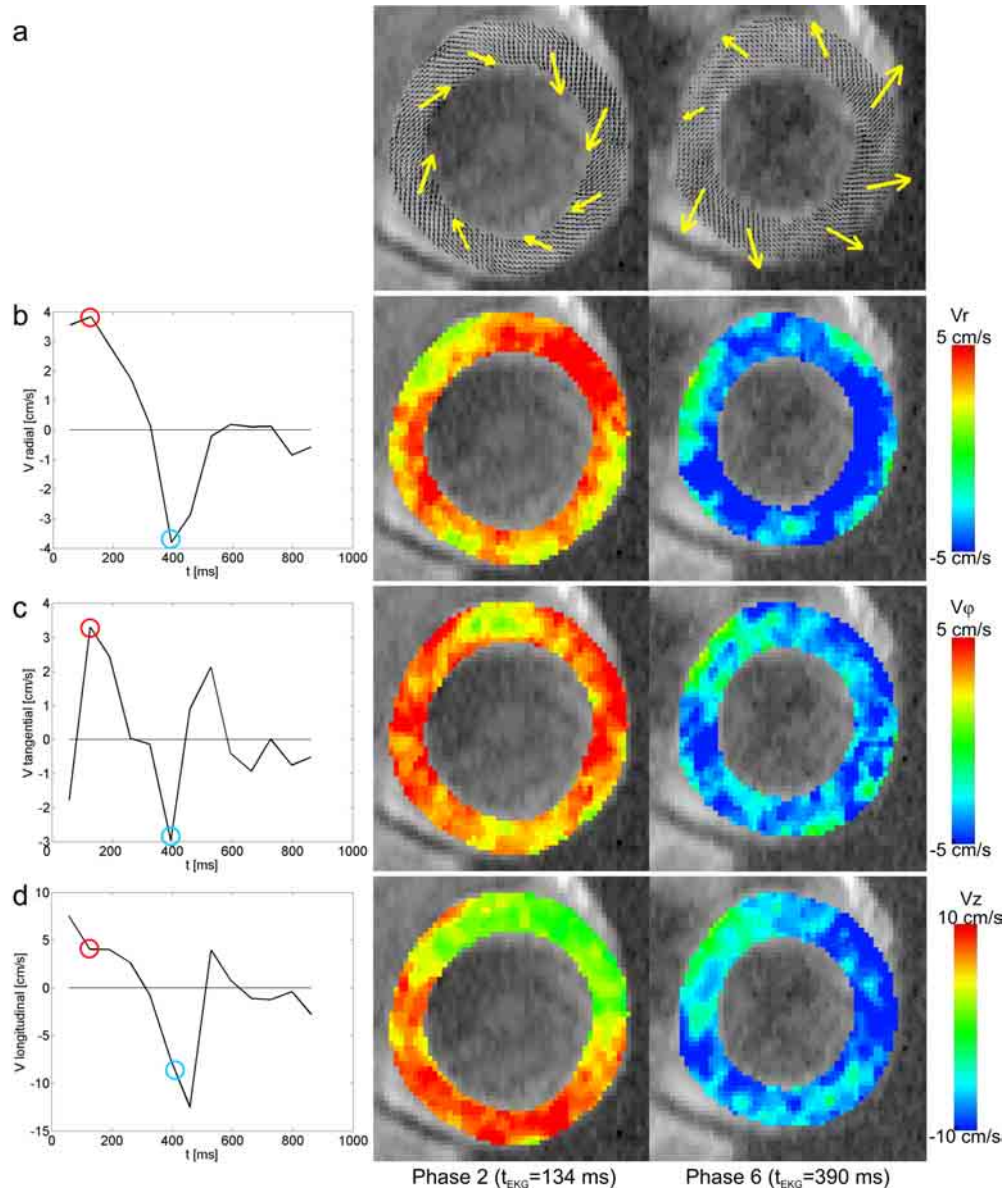 a
b
V radial [cm/s]
4
3
2
1
0
-1
-2
-3
-4
0
200
400
600
800
1000
t [ms]
Vr
5 cm/s
-5 cm/s
c
V tangential [cm/s]
4
3
2
1
0
-1
2
-3
0
200
400
600
800
1000
t [ms]
Vφ
5 cm/s
-5 cm/s
d
V longitudinal [cm/s]
10
5
0
-5
-10
-15
0
200
400
600
800
1000
t [ms]
Vz
10 cm/s
-10 cm/s
Phase 2 (tEKG=134 ms)
Phase 6 (tEKG=390 ms)